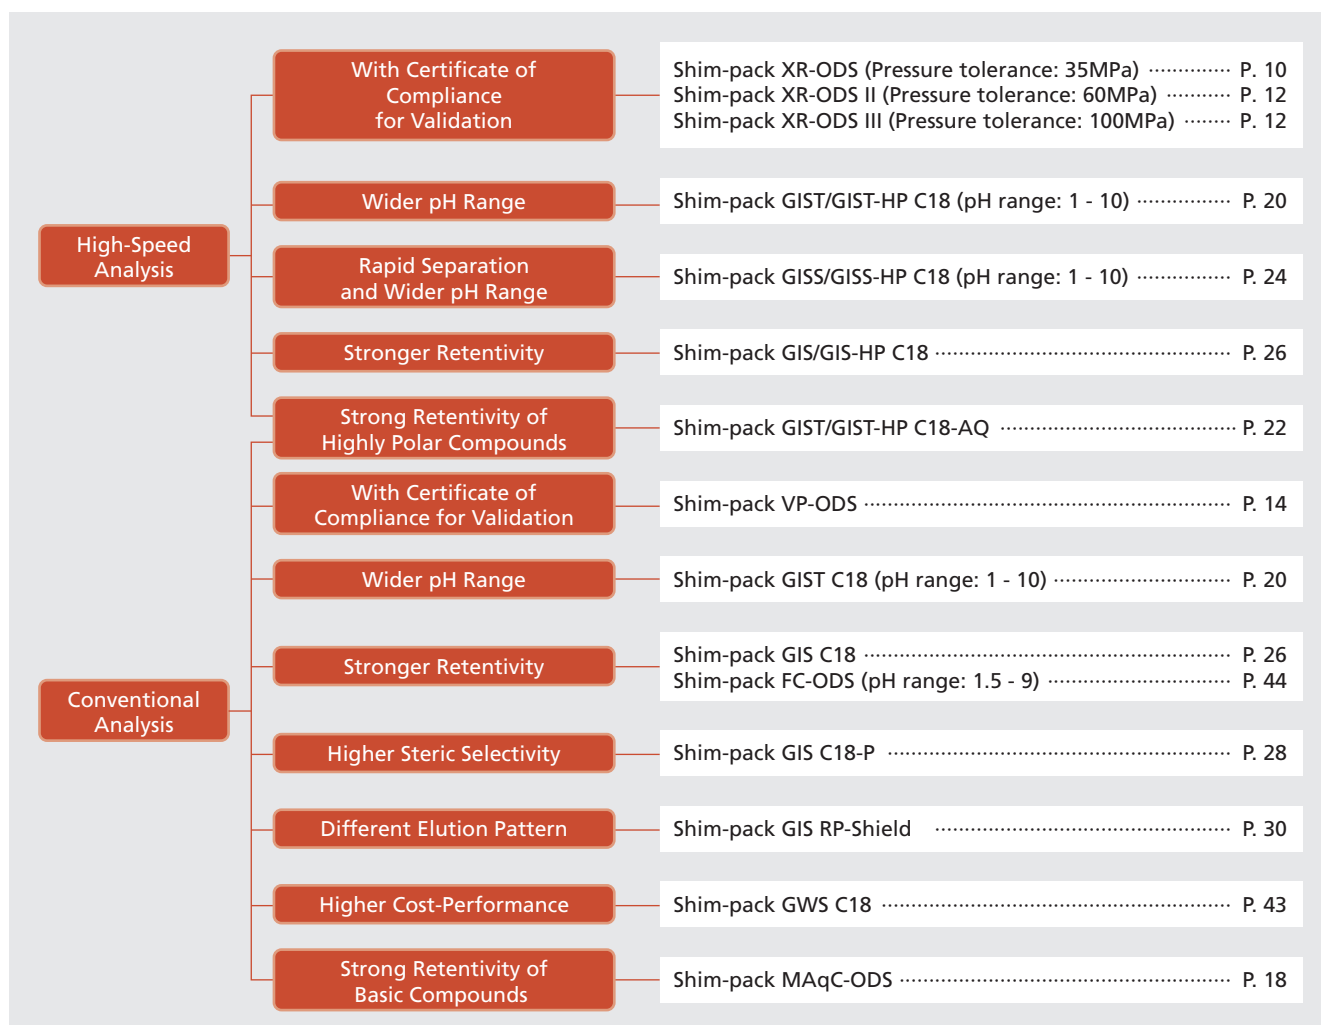 High-Speed
Analysis
With Certificate of
Compliance
for Validation
Shim-pack XR-ODS (Pressure tolerance: 35MPa) ·············· P. 10
Shim-pack XR-ODS II (Pressure tolerance: 60MPa) ··········· P. 12
Shim-pack XR-ODS III (Pressure tolerance: 100MPa) ········ P. 12
Wider pH Range
Shim-pack GIST/GIST-HP C18 (pH range: 1 - 10) ················ P. 20
Rapid Separation
and Wider pH Range
Shim-pack GISS/GISS-HP C18 (pH range: 1 - 10) ················ P. 24
Stronger Retentivity
Shim-pack GIS/GIS-HP C18 ·················································· P. 26
Strong Retentivity of
Highly Polar Compounds
Shim-pack GIST/GIST-HP C18-AQ ········································ P. 22
Conventional
Analysis
With Certificate of
Compliance for Validation
Shim-pack VP-ODS ······························································ P. 14
Wider pH Range
Shim-pack GIST C18 (pH range: 1 - 10) ······························ P. 20
Stronger Retentivity
Shim-pack GIS C18 ······························································ P. 26
Shim-pack FC-ODS (pH range: 1.5 - 9) ······························· P. 44
Higher Steric Selectivity
Shim-pack GIS C18-P ·························································· P. 28
Different Elution Pattern
Shim-pack GIS RP-Shield ·················································· P. 30
Higher Cost-Performance
Shim-pack GWS C18 ··························································· P. 43
Strong Retentivity of
Basic Compounds
Shim-pack MAqC-ODS ························································ P. 18